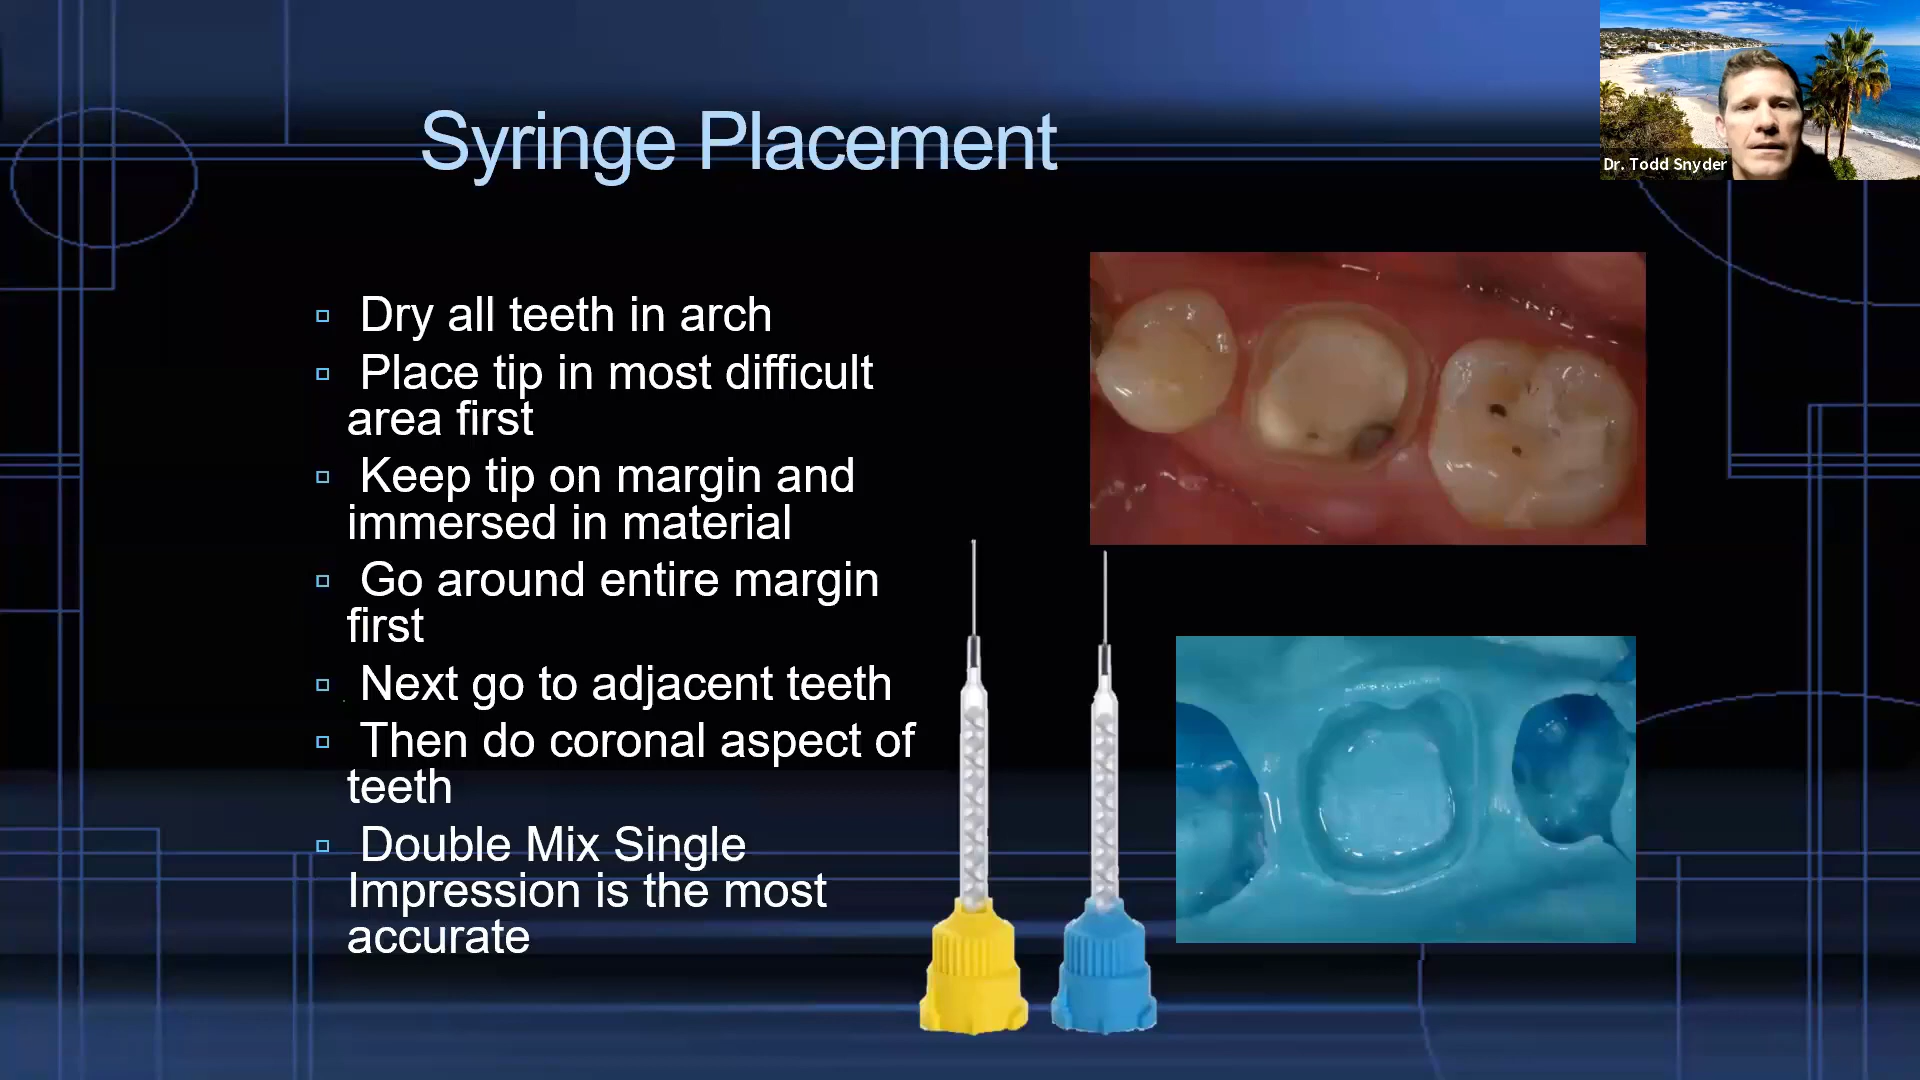 Syringe Placement
Dr. Todd Snyder
Dry all teeth in arch
Place tip in most difficult
area first
Keep tip on margin and
immersed in material
Go around entire margin
first
Next go to adjacent teeth
Then do coronal aspect of
teeth
Double Mix Single
Impression is the most
accurate